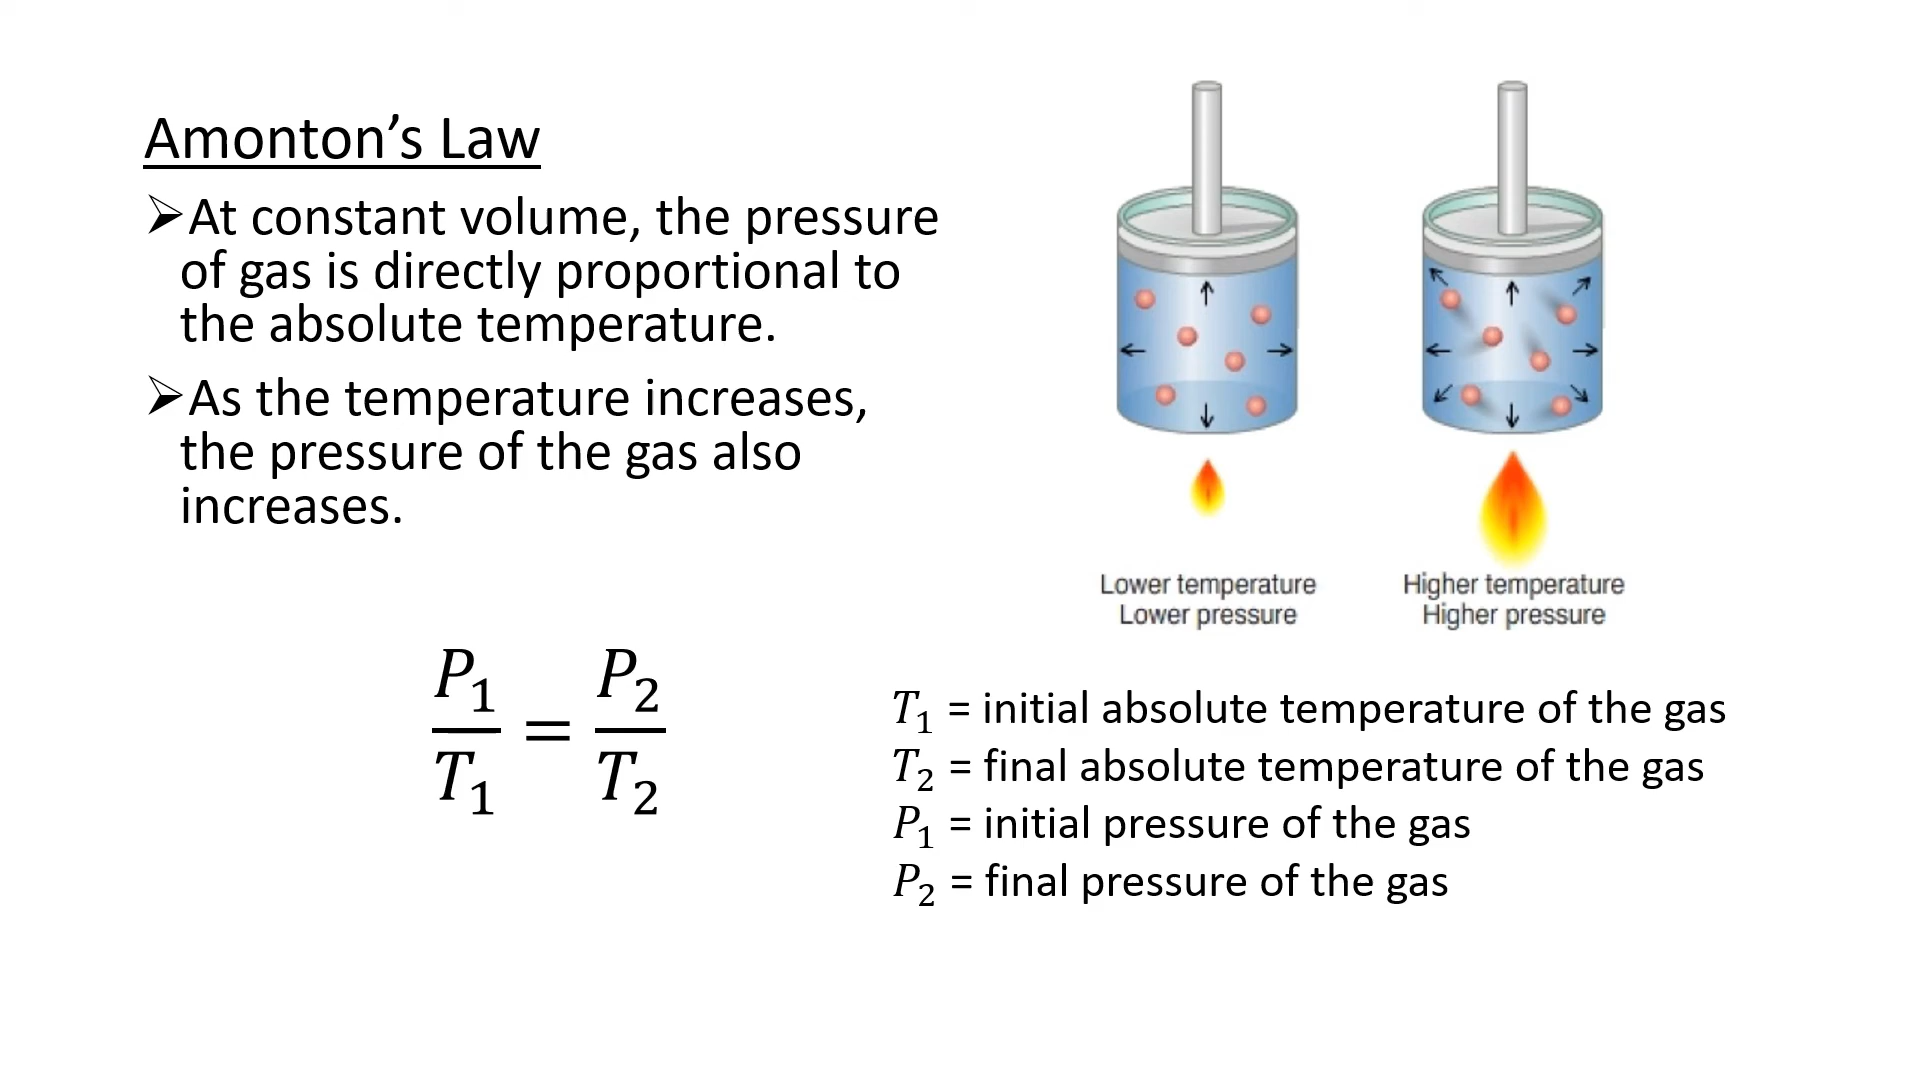 Amonton’s Law
➢At constant volume, the pressure
of gas is directly proportional to
the absolute temperature.
➢As the temperature increases,
the pressure of the gas also
increases.
P₁/T₁ = P₂/T₂
Lower temperature
Lower pressure
Higher temperature
Higher pressure
T₁ = initial absolute temperature of the gas
T₂ = final absolute temperature of the gas
P₁ = initial pressure of the gas
P₂ = final pressure of the gas